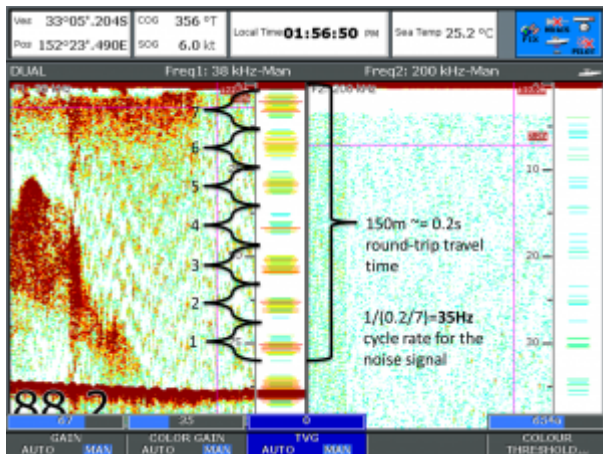 Ves 33°05'.204S COG 356 °T
Local Time 01:56:50 PM
Sea Temp 25.2 °C
Pos 152°23'.490E SOG 6.0 kt
DUAL Freq1: 38 kHz-Man Freq2: 200 kHz-Man
7
6
5
4
3
2
1
10
20
30
150m ~= 0.2s
round-trip travel
time
1/(0.2/7)=35Hz
cycle rate for the
noise signal
88.2
67 35 0
GAIN COLOR GAIN TVG COLOUR
AUTO MAN AUTO MAN AUTO MAN THRESHOLD...